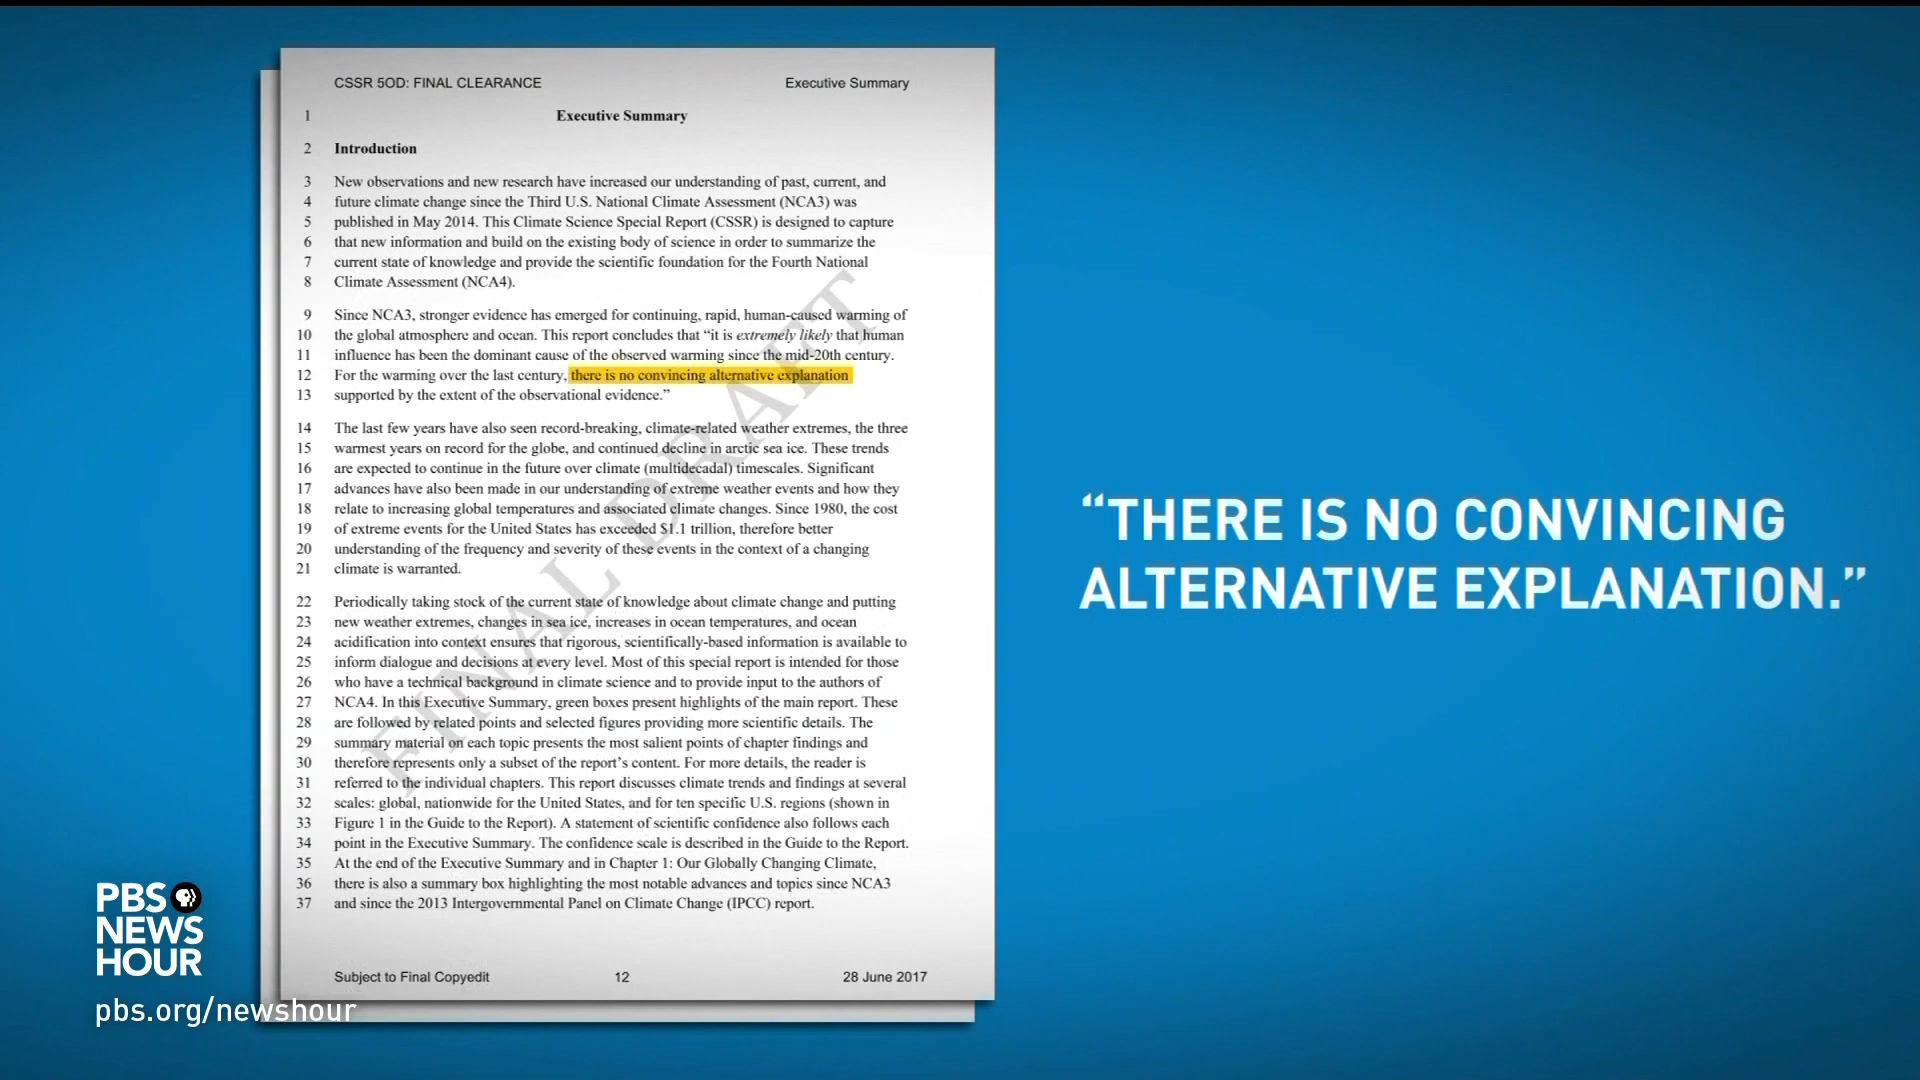 CSSR 5OD: FINAL CLEARANCE Executive Summary
1 Executive Summary
2 Introduction
3 New observations and new research have increased our understanding of past, current, and
4 future climate change since the Third U.S. National Climate Assessment (NCA3) was
5 published in May 2014. This Climate Science Special Report (CSSR) is designed to capture
6 that new information and build on the existing body of science in order to summarize the
7 current state of knowledge and provide the scientific foundation for the Fourth National
8 Climate Assessment (NCA4).
9 Since NCA3, stronger evidence has emerged for continuing, rapid, human-caused warming of
10 the global atmosphere and ocean. This report concludes that “it is extremely likely that human
11 influence has been the dominant cause of the observed warming since the mid-20th century.
12 For the warming over the last century, there is no convincing alternative explanation
13 supported by the extent of the observational evidence.”
14 The last few years have also seen record-breaking, climate-related weather extremes, the three
15 warmest years on record for the globe, and continued decline in arctic sea ice. These trends
16 are expected to continue in the future over climate (multidecadal) timescales. Significant
17 advances have also been made in our understanding of extreme weather events and how they
18 relate to increasing global temperatures and associated climate changes. Since 1980, the cost
19 of extreme events for the United States has exceeded $1.1 trillion, therefore better
20 understanding of the frequency and severity of these events in the context of a changing
21 climate is warranted.
22 Periodically taking stock of the current state of knowledge about climate change and putting
23 new weather extremes, changes in sea ice, increases in ocean temperatures, and ocean
24 acidification into context ensures that rigorous, scientifically-based information is available to
25 inform dialogue and decisions at every level. Most of this special report is intended for those
26 who have a technical background in climate science and to provide input to the authors of
27 NCA4. In this Executive Summary, green boxes present highlights of the main report. These
28 are followed by related points and selected figures providing more scientific details. The
29 summary material on each topic presents the most salient points of chapter findings and
30 therefore represents only a subset of the report’s content. For more details, the reader is
31 referred to the individual chapters. This report discusses climate trends and findings at several
32 scales: global, nationwide for the United States, and for ten specific U.S. regions (shown in
33 Figure 1 in the Guide to the Report). A statement of scientific confidence also follows each
34 point in the Executive Summary. The confidence scale is described in the Guide to the Report.
35 At the end of the Executive Summary and in Chapter 1: Our Globally Changing Climate,
36 there is also a summary box highlighting the most notable advances and topics since NCA3
37 and since the 2013 Intergovernmental Panel on Climate Change (IPCC) report.
Subject to Final Copyedit 12 28 June 2017
FINAL DRAFT
“THERE IS NO CONVINCING
ALTERNATIVE EXPLANATION.”
PBS
NEWS
HOUR
pbs.org/newshour